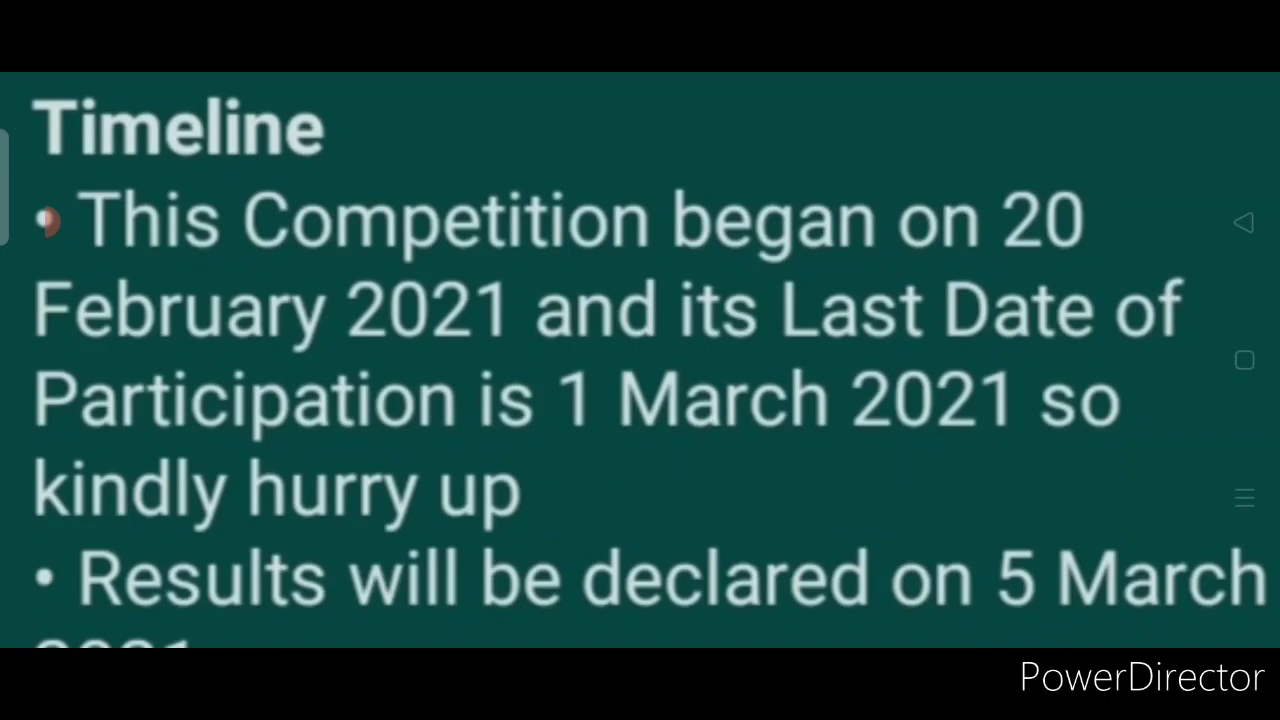 Timeline
• This Competition began on 20
February 2021 and its Last Date of
Participation is 1 March 2021 so
kindly hurry up
• Results will be declared on 5 March
PowerDirector